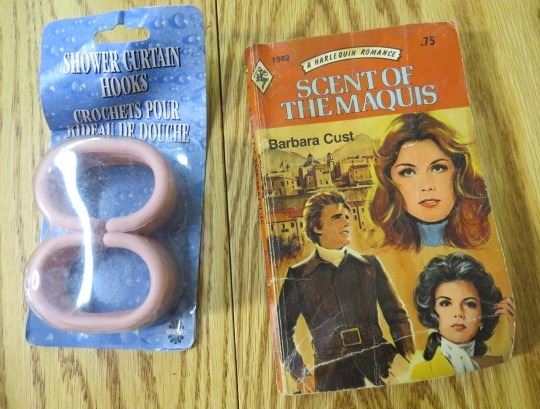 SHOWER CURTAIN
HOOKS
CROCHETS POUR
RIDEAU DE DOUCHE
1982
A HARLEQUIN ROMANCE
.75
SCENT OF
THE MAQUIS
Barbara Cust